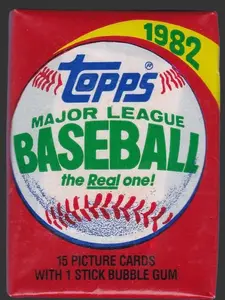 1982
topps
MAJOR LEAGUE
BASEBALL
the Real one!
15 PICTURE CARDS
WITH 1 STICK BUBBLE GUM